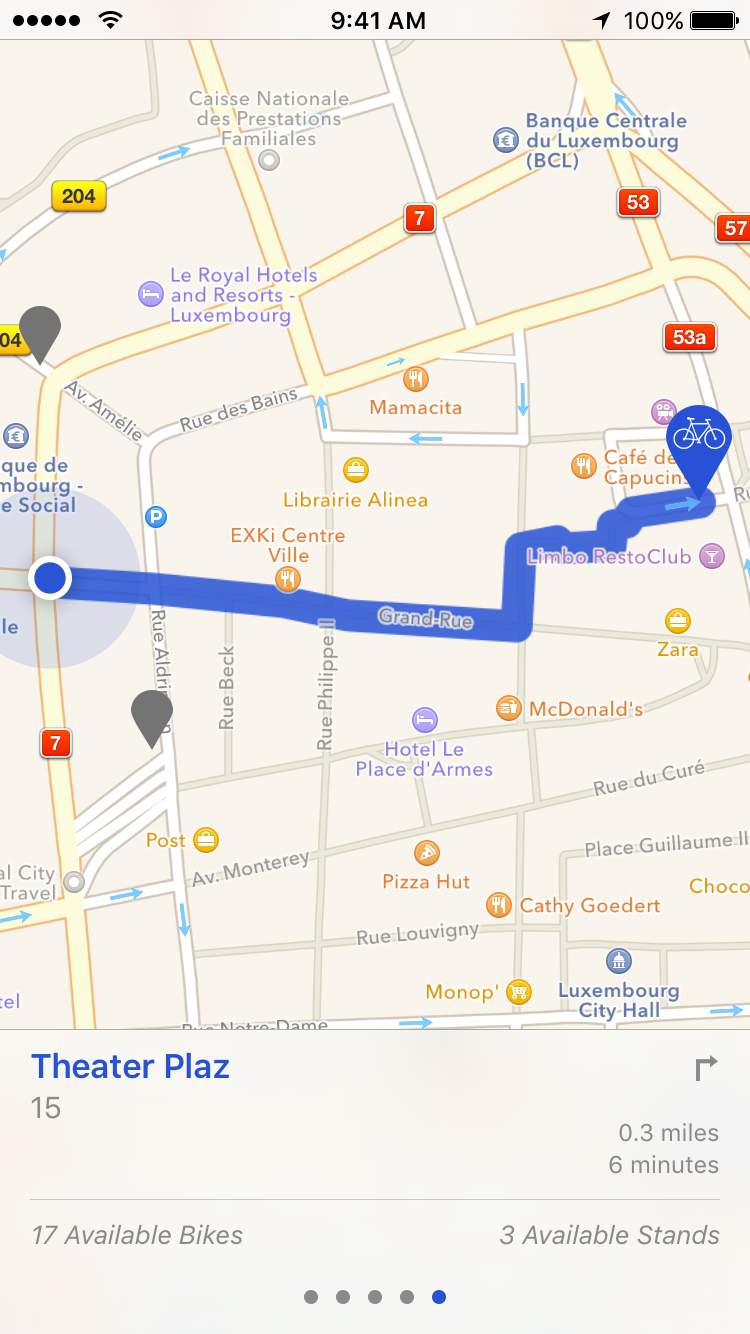 9:41 AM
100%
Caisse Nationale
des Prestations
Familiales
Banque Centrale
du Luxembourg
(BCL)
204
53
7
57
Le Royal Hotels
and Resorts -
Luxembourg
04
53a
Av. Amélie
Rue des Bains
Mamacita
que de
mbourg -
e Social
Café de
Capucins
Librairie Alinea
P
Ru
EXKi Centre
Ville
Limbo RestoClub
le
Grand-Rue
Zara
Rue Beck
Rue Philippe II
McDonald's
7
Hotel Le
Place d'Armes
Rue du Curé
Post
Place Guillaume II
al City
Travel
Av. Monterey
Pizza Hut
Choco
Cathy Goedert
Rue Louvigny
Monop'
Luxembourg
City Hall
tel
Rue Notre-Dame
Theater Plaz
15
0.3 miles
6 minutes
17 Available Bikes
3 Available Stands